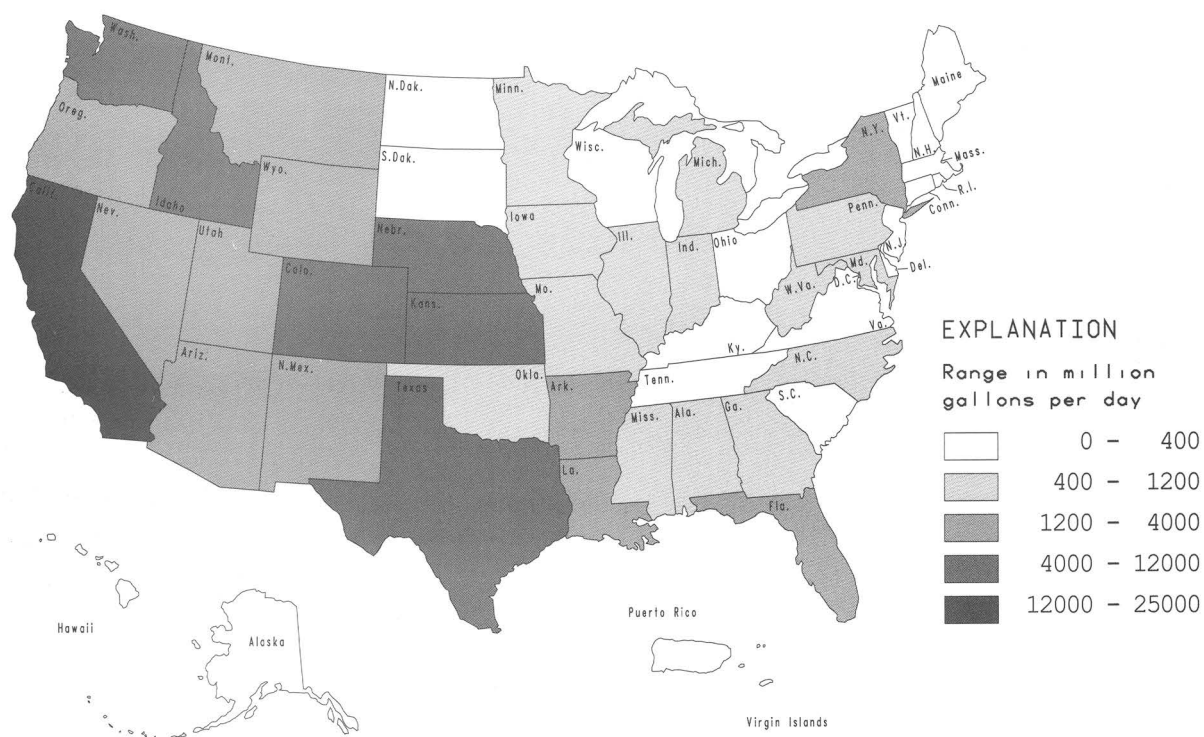 Wash.
Mont.
N.Dak.
Minn.
Maine
Oreg.
Vt.
N.Y.
Wisc.
N.H.
Mass.
S.Dak.
Mich.
Wyo.
R.I.
Idaho
Conn.
Calif.
Nev.
Iowa
Penn.
Utah
Nebr.
Ill.
Ind.
Ohio
N.J.
Colo.
Md.
Del.
D.C.
Mo.
W.Va.
Kans.
Va.
Ariz.
Ky.
N.Mex.
N.C.
Okla.
Tenn.
Texas
Ark.
S.C.
Miss.
Ala.
Ga.
La.
Fla.
Puerto Rico
Hawaii
Alaska
Virgin Islands
EXPLANATION
Range in million
gallons per day
0 - 400
400 - 1200
1200 - 4000
4000 - 12000
12000 - 25000